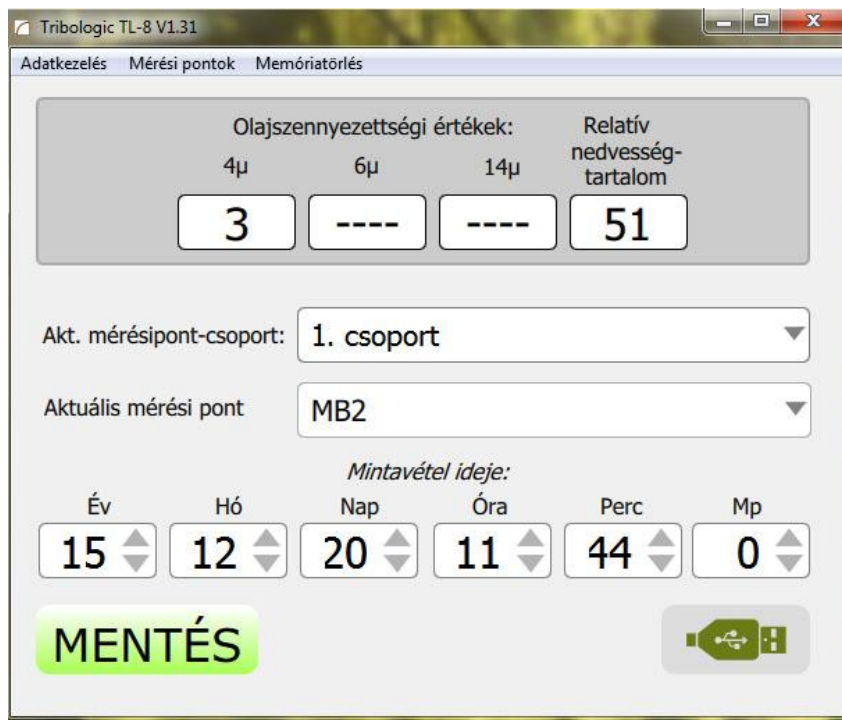 Tribologic TL-8 V1.31
Adatkezelés Mérési pontok Memóriatörlés
Olajszennyezettségi értékek:
4µ 6µ 14µ
Relatív
nedvesség-
tartalom
3 ---- ---- 51
Akt. mérésipont-csoport: 1. csoport
Aktuális mérési pont MB2
Mintavétel ideje:
Év Hó Nap Óra Perc Mp
15 12 20 11 44 0
MENTÉS